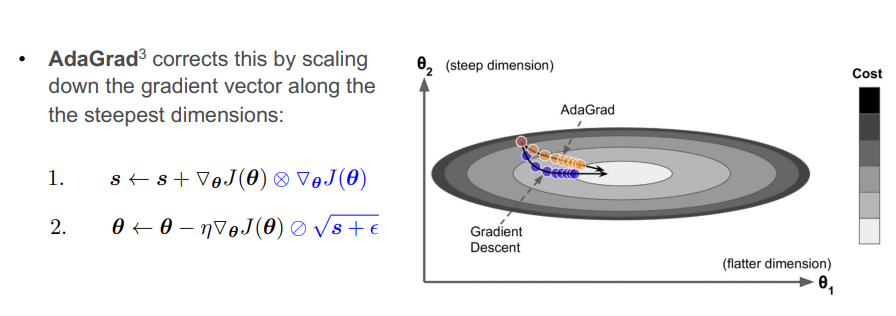 • AdaGrad³ corrects this by scaling
down the gradient vector along the
the steepest dimensions:
1. s ← s + ∇θJ(θ) ⊗ ∇θJ(θ)
2. θ ← θ − η∇θJ(θ) ⊘ √(s + ϵ)
θ₂ (steep dimension)
Cost
AdaGrad
Gradient
Descent
(flatter dimension)
θ₁